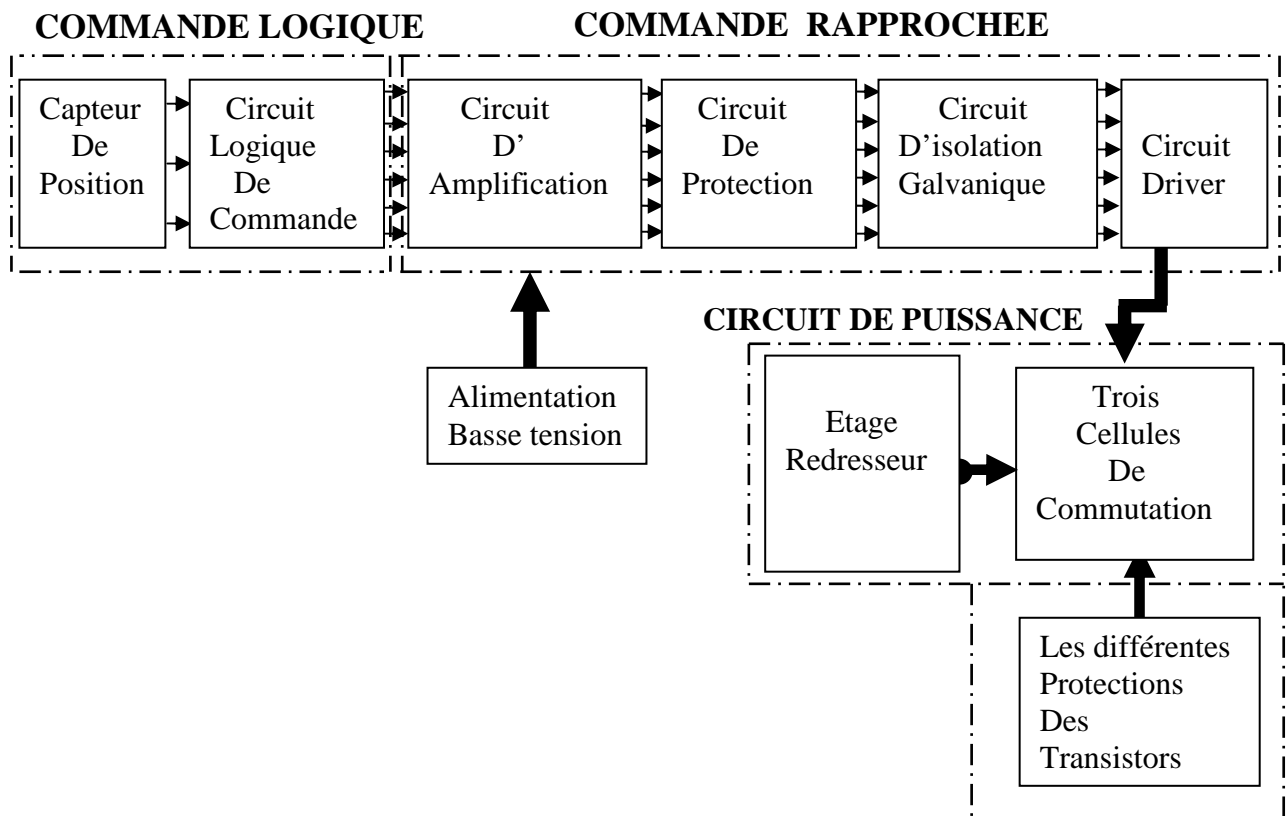 COMMANDE LOGIQUE
COMMANDE RAPPROCHEE
Capteur
De
Position
Circuit
Logique
De
Commande
Circuit
D'
Amplification
Circuit
De
Protection
Circuit
D'isolation
Galvanique
Circuit
Driver
CIRCUIT DE PUISSANCE
Alimentation
Basse tension
Etage
Redresseur
Trois
Cellules
De
Commutation
Les différentes
Protections
Des
Transistors